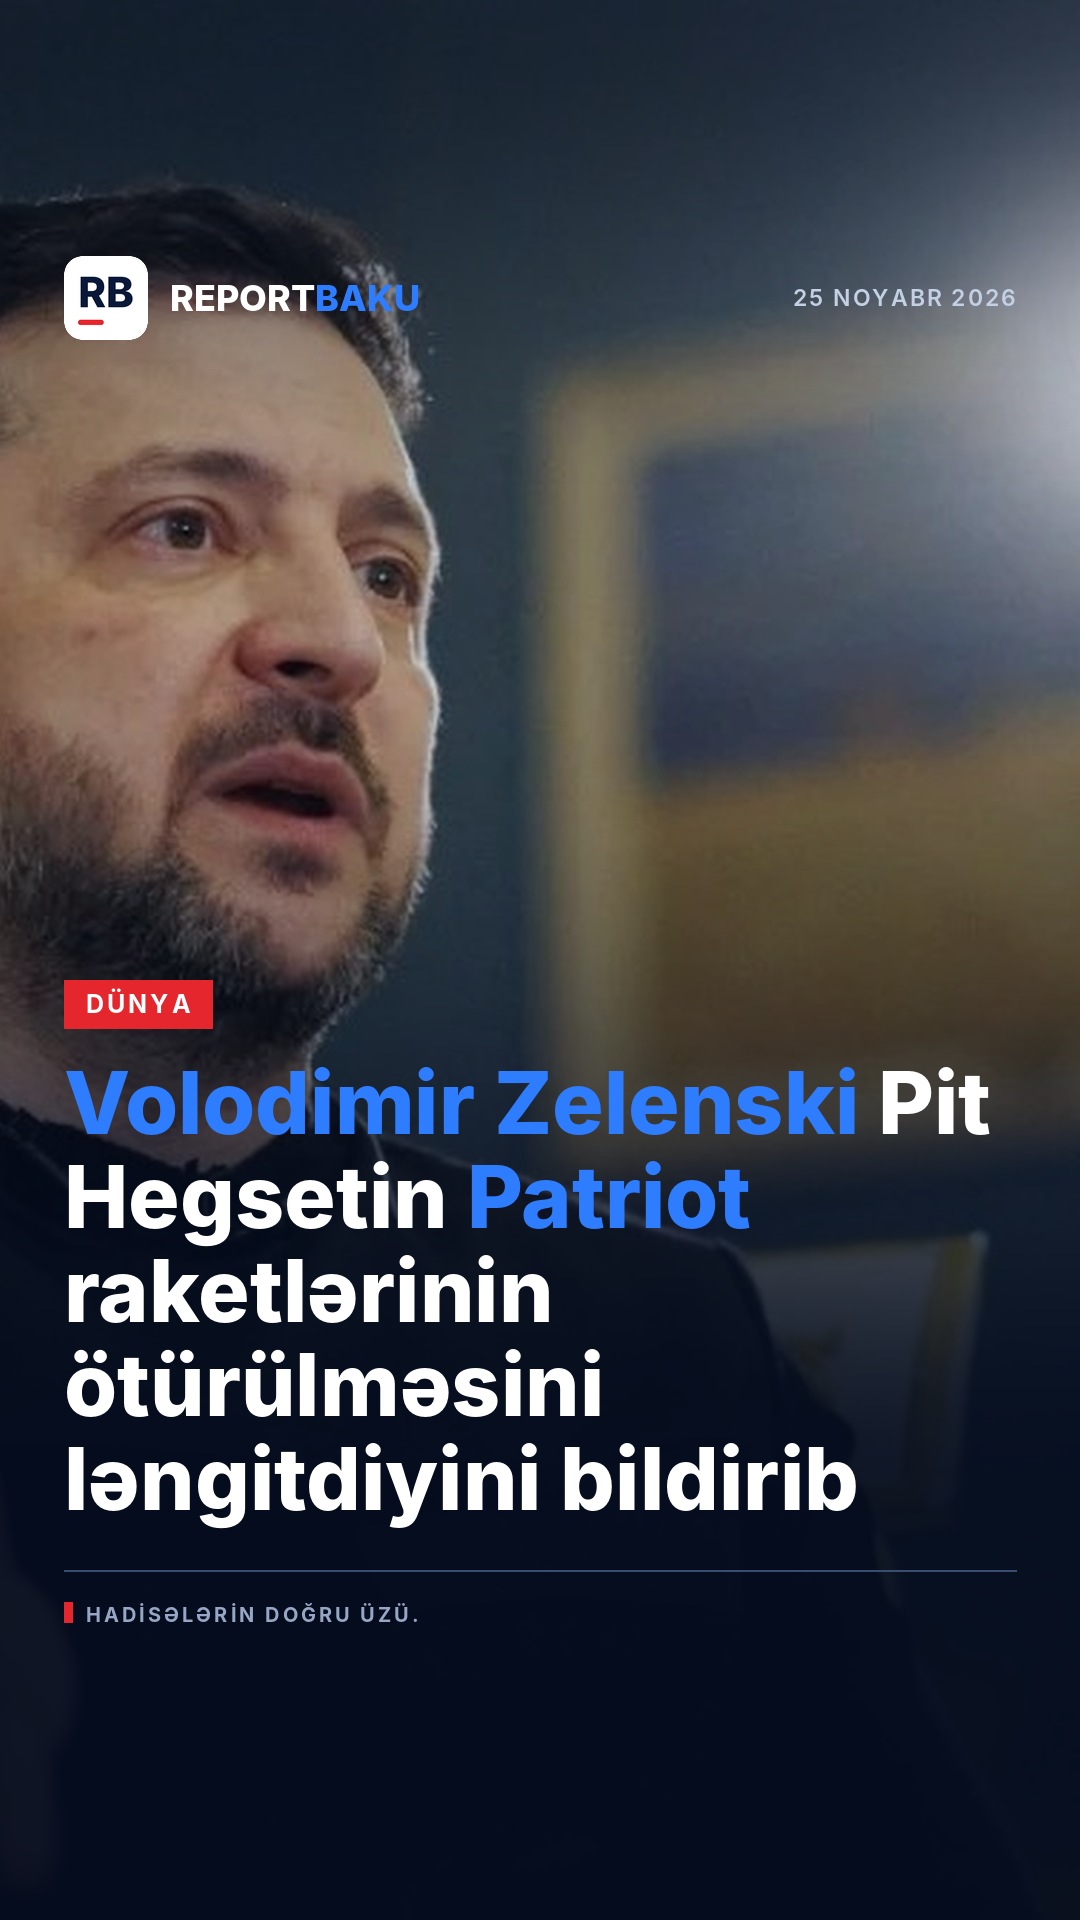 RB
REPORTBAKU
25 NOYABR 2026
DÜNYA
Volodimir Zelenski Pit
Hegsetin Patriot
raketlərinin
ötürülməsini
ləngitdiyini bildirib
HADİSƏLƏRİN DOĞRU ÜZÜ.